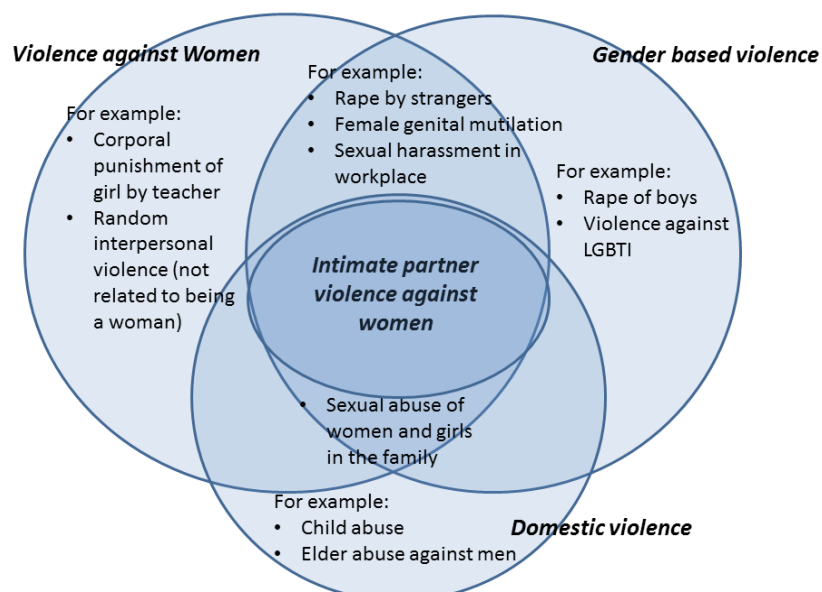 Violence against Women
Gender based violence
For example:
• Corporal
punishment of
girl by teacher
• Random
interpersonal
violence (not
related to being
a woman)
For example:
• Rape by strangers
• Female genital mutilation
• Sexual harassment in
workplace
For example:
• Rape of boys
• Violence against
LGBTI
Intimate partner
violence against
women
• Sexual abuse of
women and girls
in the family
For example:
• Child abuse
• Elder abuse against men
Domestic violence